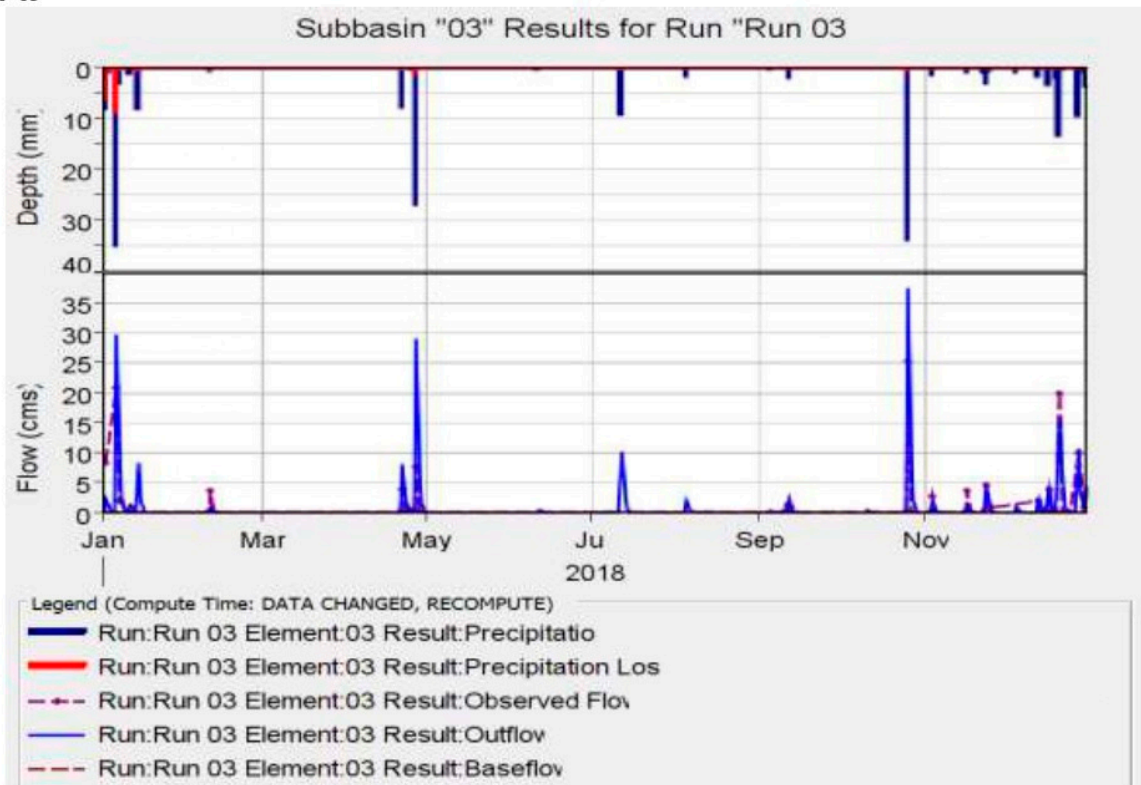 Subbasin "03" Results for Run "Run 03
0
10
20
30
40
Depth (mm)
35
30
25
20
15
10
5
0
Flow (cms)
Jan Mar May Ju Sep Nov
2018
Legend (Compute Time: DATA CHANGED, RECOMPUTE)
Run:Run 03 Element:03 Result:Precipitatio
Run:Run 03 Element:03 Result:Precipitation Los
Run:Run 03 Element:03 Result:Observed Flov
Run:Run 03 Element:03 Result:Outflov
Run:Run 03 Element:03 Result:Baseflov